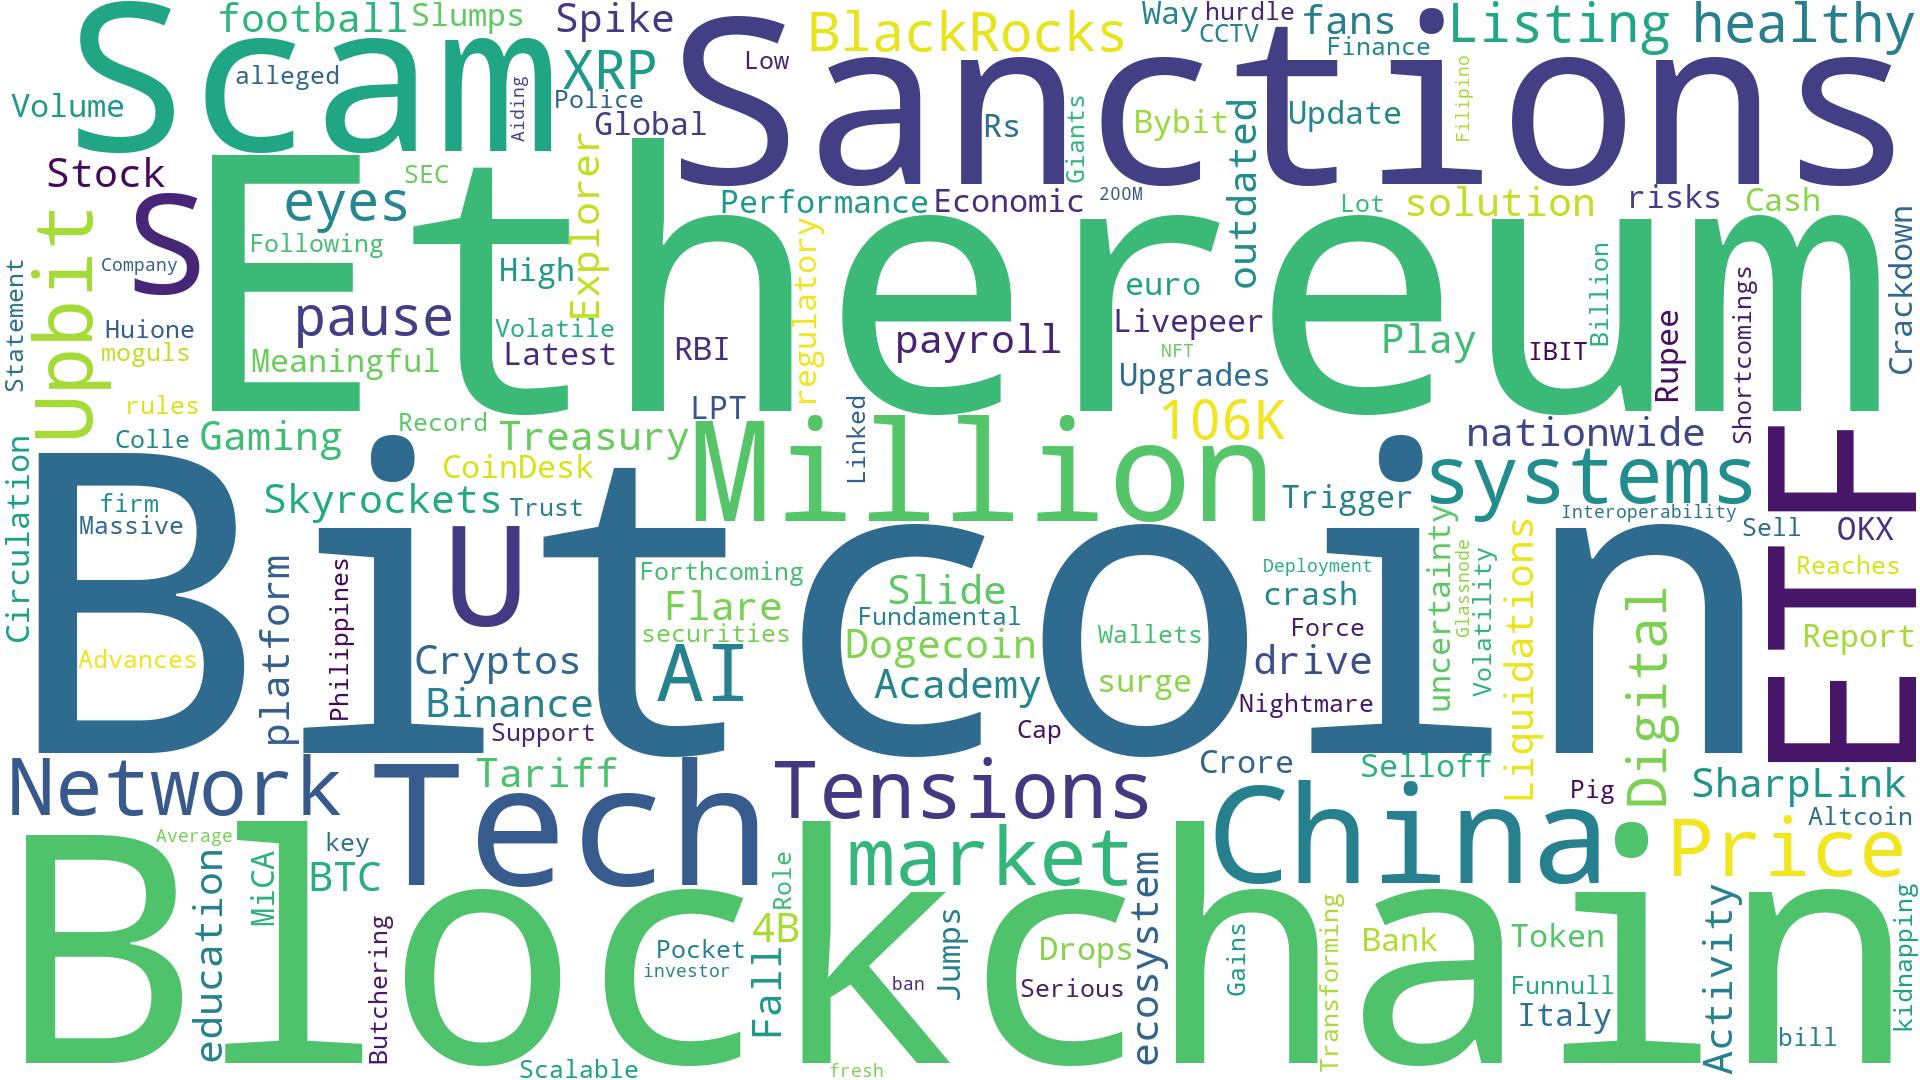 football
Slumps
Spike
BlackRocks
Way
hurdle
CCTV
fans
Finance
Listing
healthy
Scam
alleged
XRP
Low
Sanctions
Volume
Aiding
Police
Global
Rs
Giants
Bybit
outdated
Update
Filipino
Stock
SEC
eyes
Explorer
Performance
Economic
200M
Lot
solution
risks
Cash
Upbit
S
Ethereum
Following
Company
High
regulatory
euro
Billion
Shortcomings
Crackdown
Statement
Huione
moguls
pause
Volatile
Latest
Meaningful
RBI
payroll
Livepeer
NFT
Upgrades
Play
IBIT
Rupee
rules
Record
LPT
Linked
106K
Circulation
Colle
Gaming
Treasury
CoinDesk
Million
nationwide
systems
ETF
Skyrockets
Trust
Trigger
Interoperability
Sell
OKX
firm
Massive
Bitcoin
U
platform
Philippines
Forthcoming
Flare
securities
AI
Slide
Fundamental
Dogecoin
Academy
Wallets
surge
Deployment
crash
Force
drive
Nightmare
uncertainty
Glassnode
Volatility
Liquidations
Digital
Reaches
Report
Advances
Cryptos
Binance
Support
Cap
Network
Tech
Tariff
Tensions
Crore
Selloff
Pig
SharpLink
Altcoin
China
Price
Average
key
BTC
market
Blockchain
education
MiCA
Butchering
Role
4B
Fall
Pocket
investor
ban
Jumps
Drops
Serious
ecosystem
Gains
Transforming
Bank
Token
Funnull
Italy
Activity
bill
kidnapping
Scalable
fresh